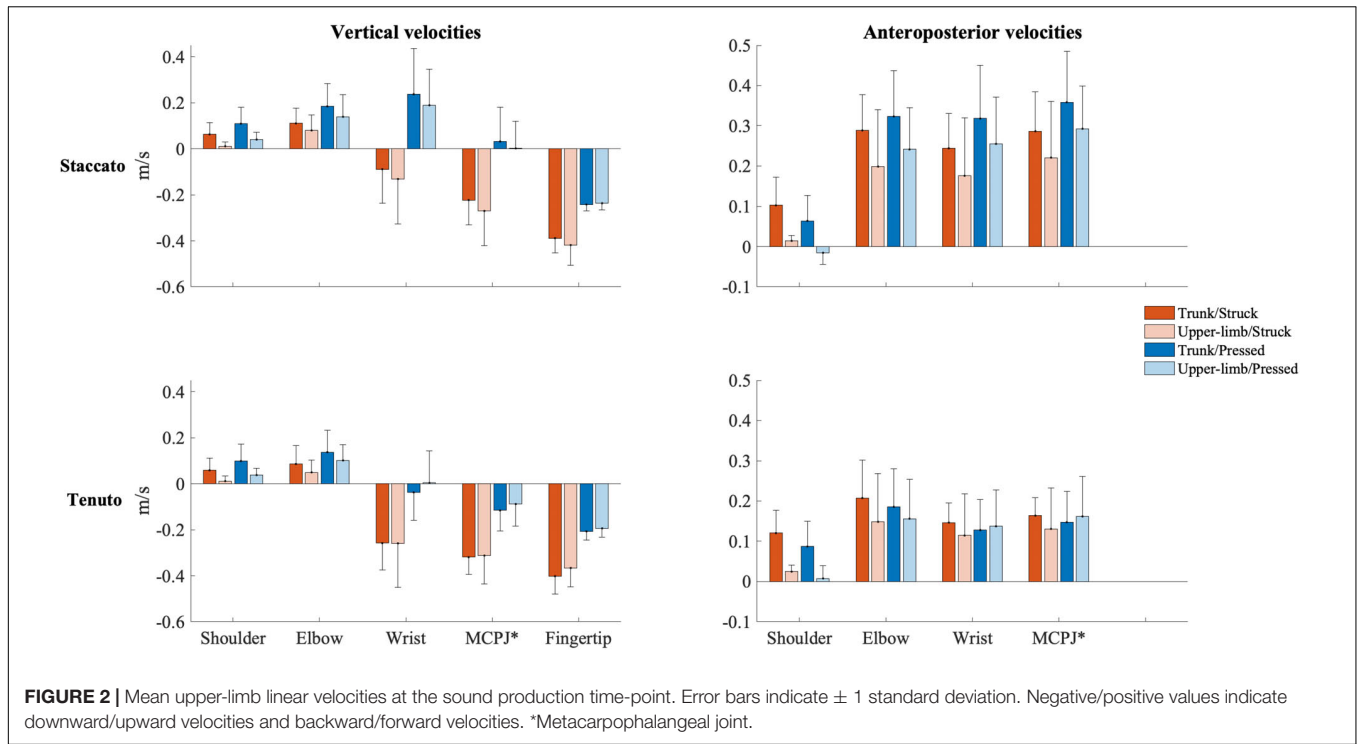 Vertical velocities
Anteroposterior velocities
Staccato
m/s
0.4
0.2
0
-0.2
-0.4
-0.6
0.5
0.4
0.3
0.2
0.1
0
-0.1
Trunk/Struck
Upper-limb/Struck
Trunk/Pressed
Upper-limb/Pressed
Tenuto
m/s
0.4
0.2
0
-0.2
-0.4
-0.6
Shoulder Elbow Wrist MCPJ* Fingertip
0.5
0.4
0.3
0.2
0.1
0
-0.1
Shoulder Elbow Wrist MCPJ*
FIGURE 2 | Mean upper-limb linear velocities at the sound production time-point. Error bars indicate ± 1 standard deviation. Negative/positive values indicate
downward/upward velocities and backward/forward velocities. *Metacarpophalangeal joint.